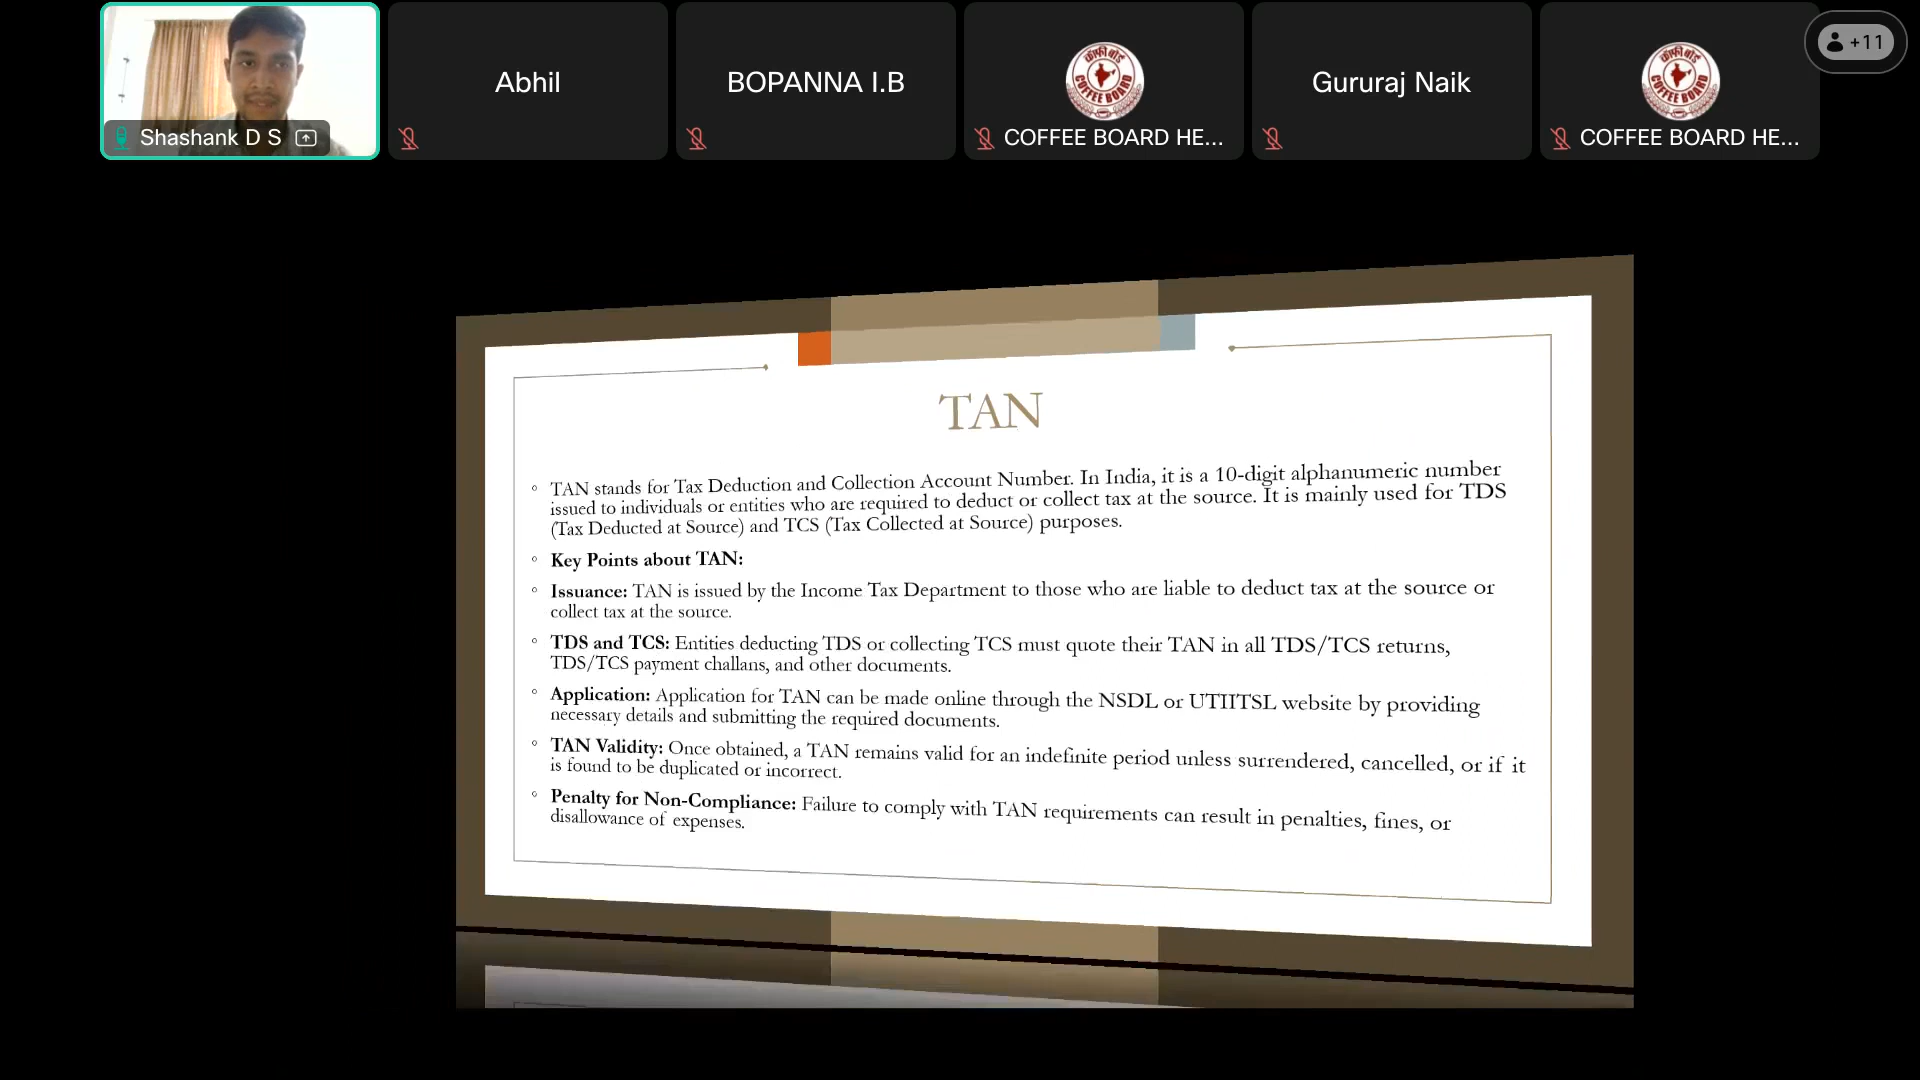 Shashank D S
Abhil
BOPANNA I.B
कॉफी बोर्ड
COFFEE BOARD
COFFEE BOARD HE...
Gururaj Naik
कॉफी बोर्ड
COFFEE BOARD
COFFEE BOARD HE...
+11
TAN
TAN stands for Tax Deduction and Collection Account Number. In India, it is a 10-digit alphanumeric number
issued to individuals or entities who are required to deduct or collect tax at the source. It is mainly used for TDS
(Tax Deducted at Source) and TCS (Tax Collected at Source) purposes.
Key Points about TAN:
Issuance: TAN is issued by the Income Tax Department to those who are liable to deduct tax at the source or
collect tax at the source.
TDS and TCS: Entities deducting TDS or collecting TCS must quote their TAN in all TDS/TCS returns,
TDS/TCS payment challans, and other documents.
Application: Application for TAN can be made online through the NSDL or UTIITSL website by providing
necessary details and submitting the required documents.
TAN Validity: Once obtained, a TAN remains valid for an indefinite period unless surrendered, cancelled, or if it
is found to be duplicated or incorrect.
Penalty for Non-Compliance: Failure to comply with TAN requirements can result in penalties, fines, or
disallowance of expenses.